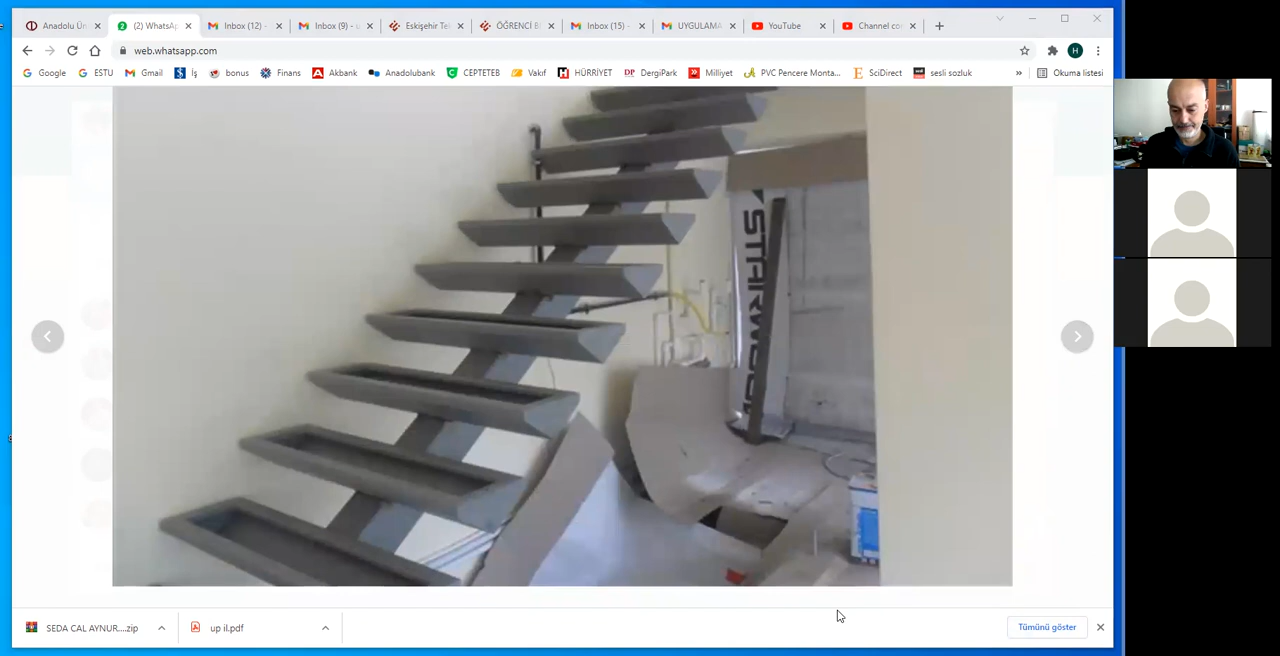 Anadolu Ün
(2) WhatsAp
Inbox (12) -
Inbox (9) - u
Eskişehir Tek
ÖĞRENCİ B
Inbox (15) -
UYGULAMA
YouTube
Channel co
web.whatsapp.com
Google
ESTU
Gmail
İş
bonus
Finans
Akbank
Anadolubank
CEPTETEB
Vakıf
HÜRRİYET
DergiPark
Milliyet
PVC Pencere Monta...
SciDirect
sesli sozluk
»
Okuma listesi
SEDA CAL AYNUR....zip
up il.pdf
Tümünü göster